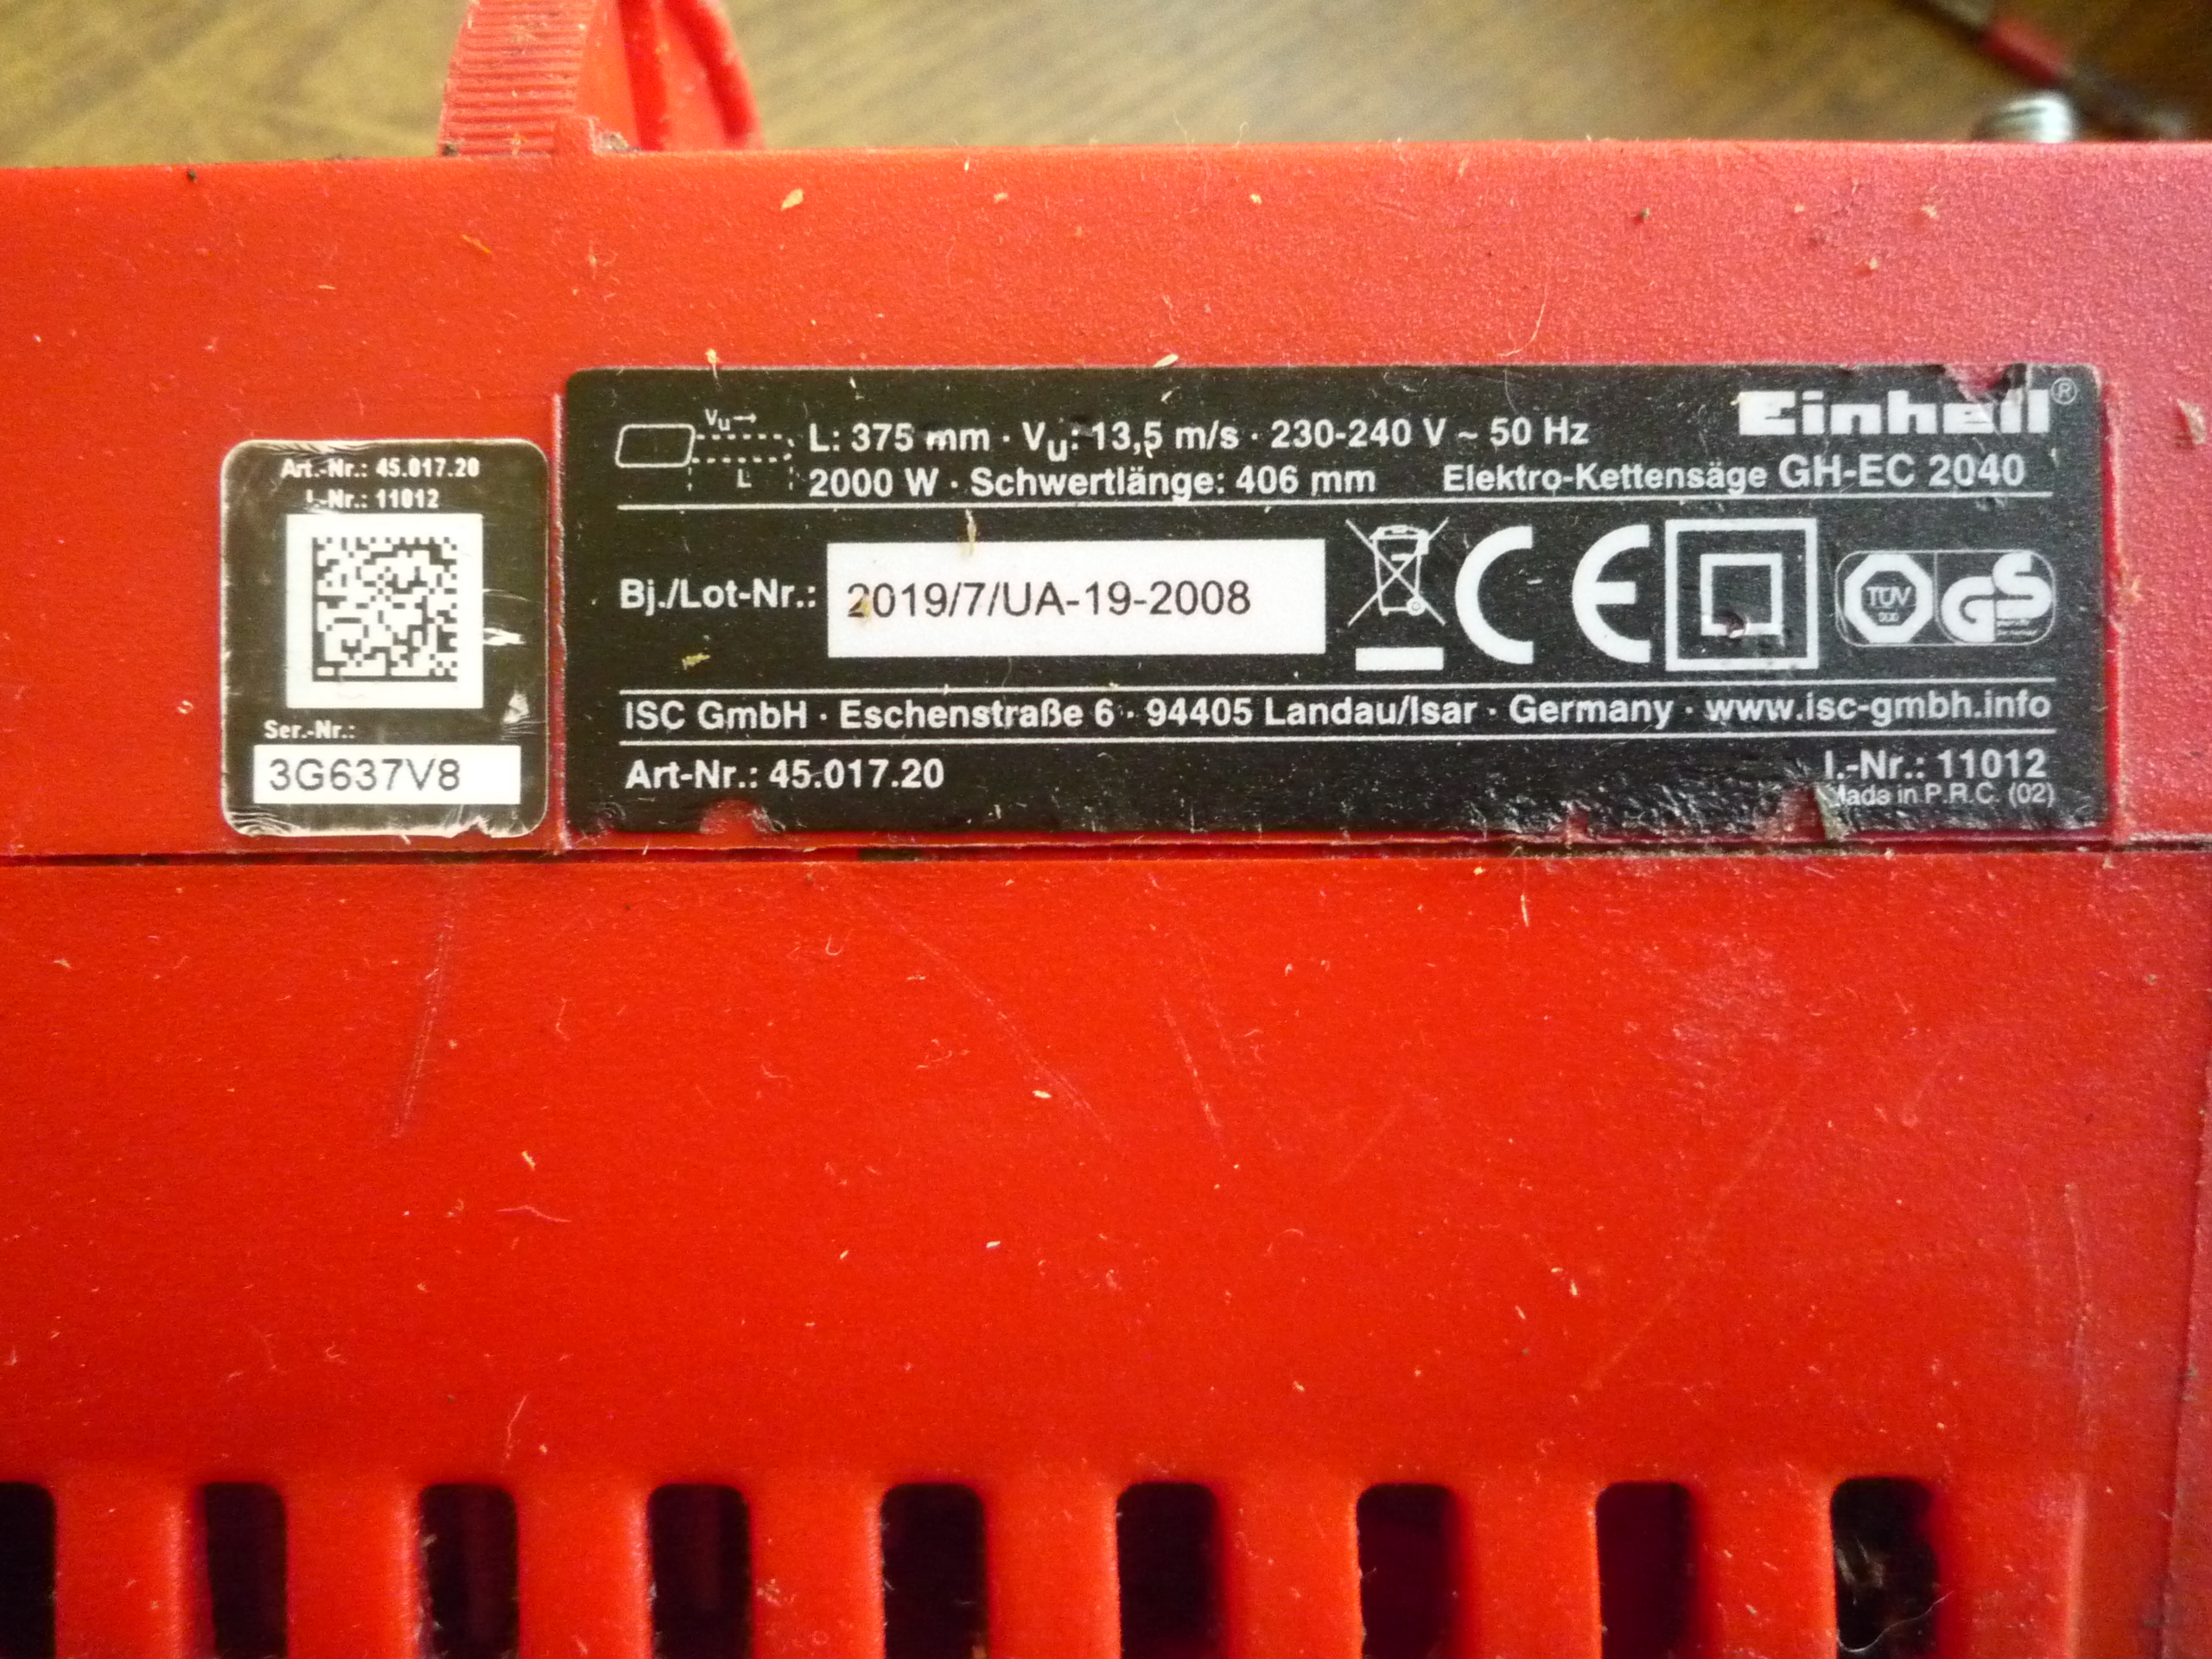 Art.-Nr.: 45.017.20
I.-Nr.: 11012
Ser.-Nr.:
3G637V8
Vu
L
L: 375 mm · Vu: 13,5 m/s · 230-240 V ~ 50 Hz
2000 W · Schwertlänge: 406 mm
Einhell®
Elektro-Kettensäge GH-EC 2040
Bj./Lot-Nr.: 2019/7/UA-19-2008
CE
TÜV
SÜD
GS
ISC GmbH · Eschenstraße 6 · 94405 Landau/Isar · Germany · www.isc-gmbh.info
Art-Nr.: 45.017.20
I.-Nr.: 11012
Made in P.R.C. (02)